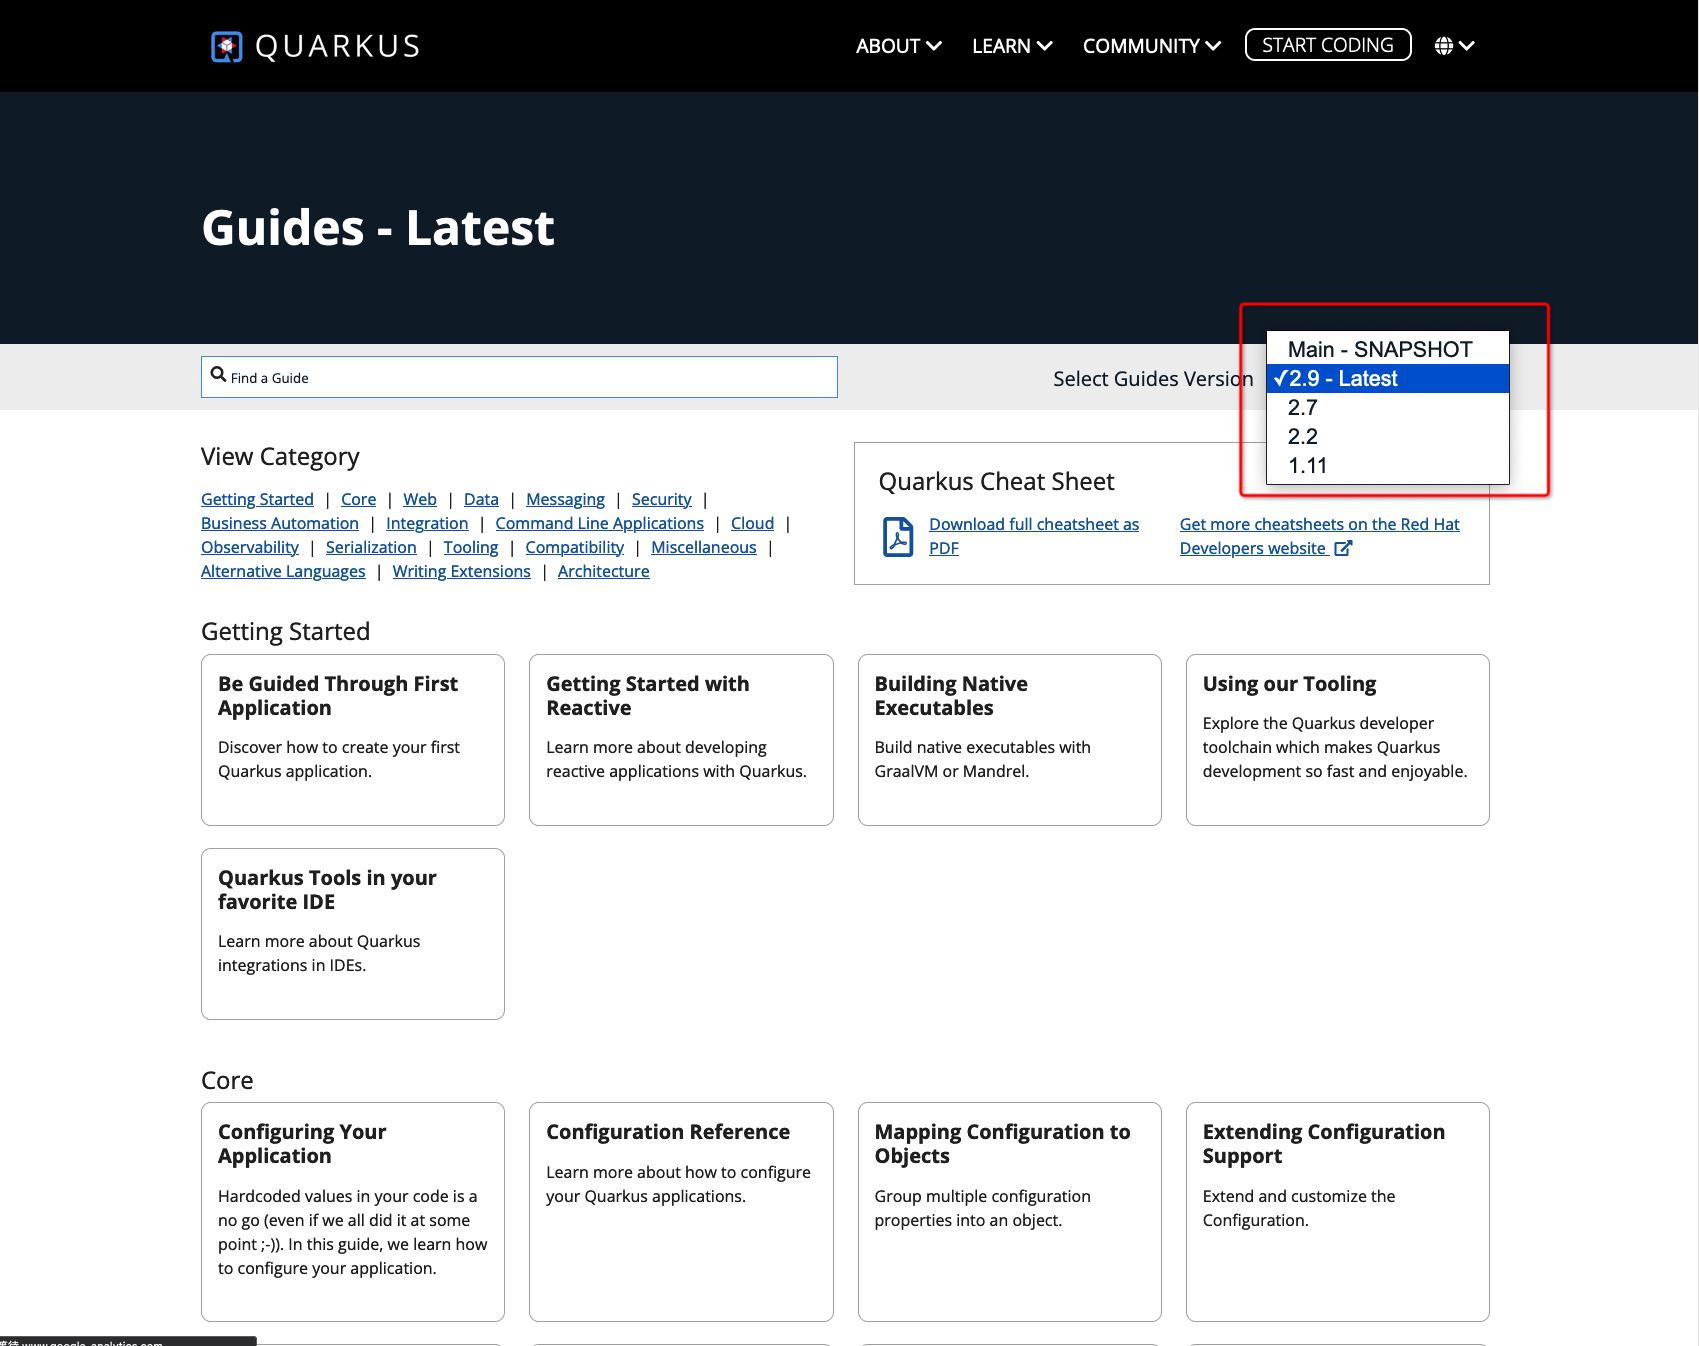 QUARKUS
ABOUT LEARN COMMUNITY START CODING
Guides - Latest
Find a Guide
Select Guides Version
Main - SNAPSHOT
✓2.9 - Latest
2.7
2.2
1.11
View Category
Getting Started | Core | Web | Data | Messaging | Security |
Business Automation | Integration | Command Line Applications | Cloud |
Observability | Serialization | Tooling | Compatibility | Miscellaneous |
Alternative Languages | Writing Extensions | Architecture
Quarkus Cheat Sheet
Download full cheatsheet as
PDF
Get more cheatsheets on the Red Hat
Developers website
Getting Started
Be Guided Through First
Application
Discover how to create your first
Quarkus application.
Getting Started with
Reactive
Learn more about developing
reactive applications with Quarkus.
Building Native
Executables
Build native executables with
GraalVM or Mandrel.
Using our Tooling
Explore the Quarkus developer
toolchain which makes Quarkus
development so fast and enjoyable.
Quarkus Tools in your
favorite IDE
Learn more about Quarkus
integrations in IDEs.
Core
Configuring Your
Application
Hardcoded values in your code is a
no go (even if we all did it at some
point ;-)). In this guide, we learn how
to configure your application.
Configuration Reference
Learn more about how to configure
your Quarkus applications.
Mapping Configuration to
Objects
Group multiple configuration
properties into an object.
Extending Configuration
Support
Extend and customize the
Configuration.
www.google-analytics.com